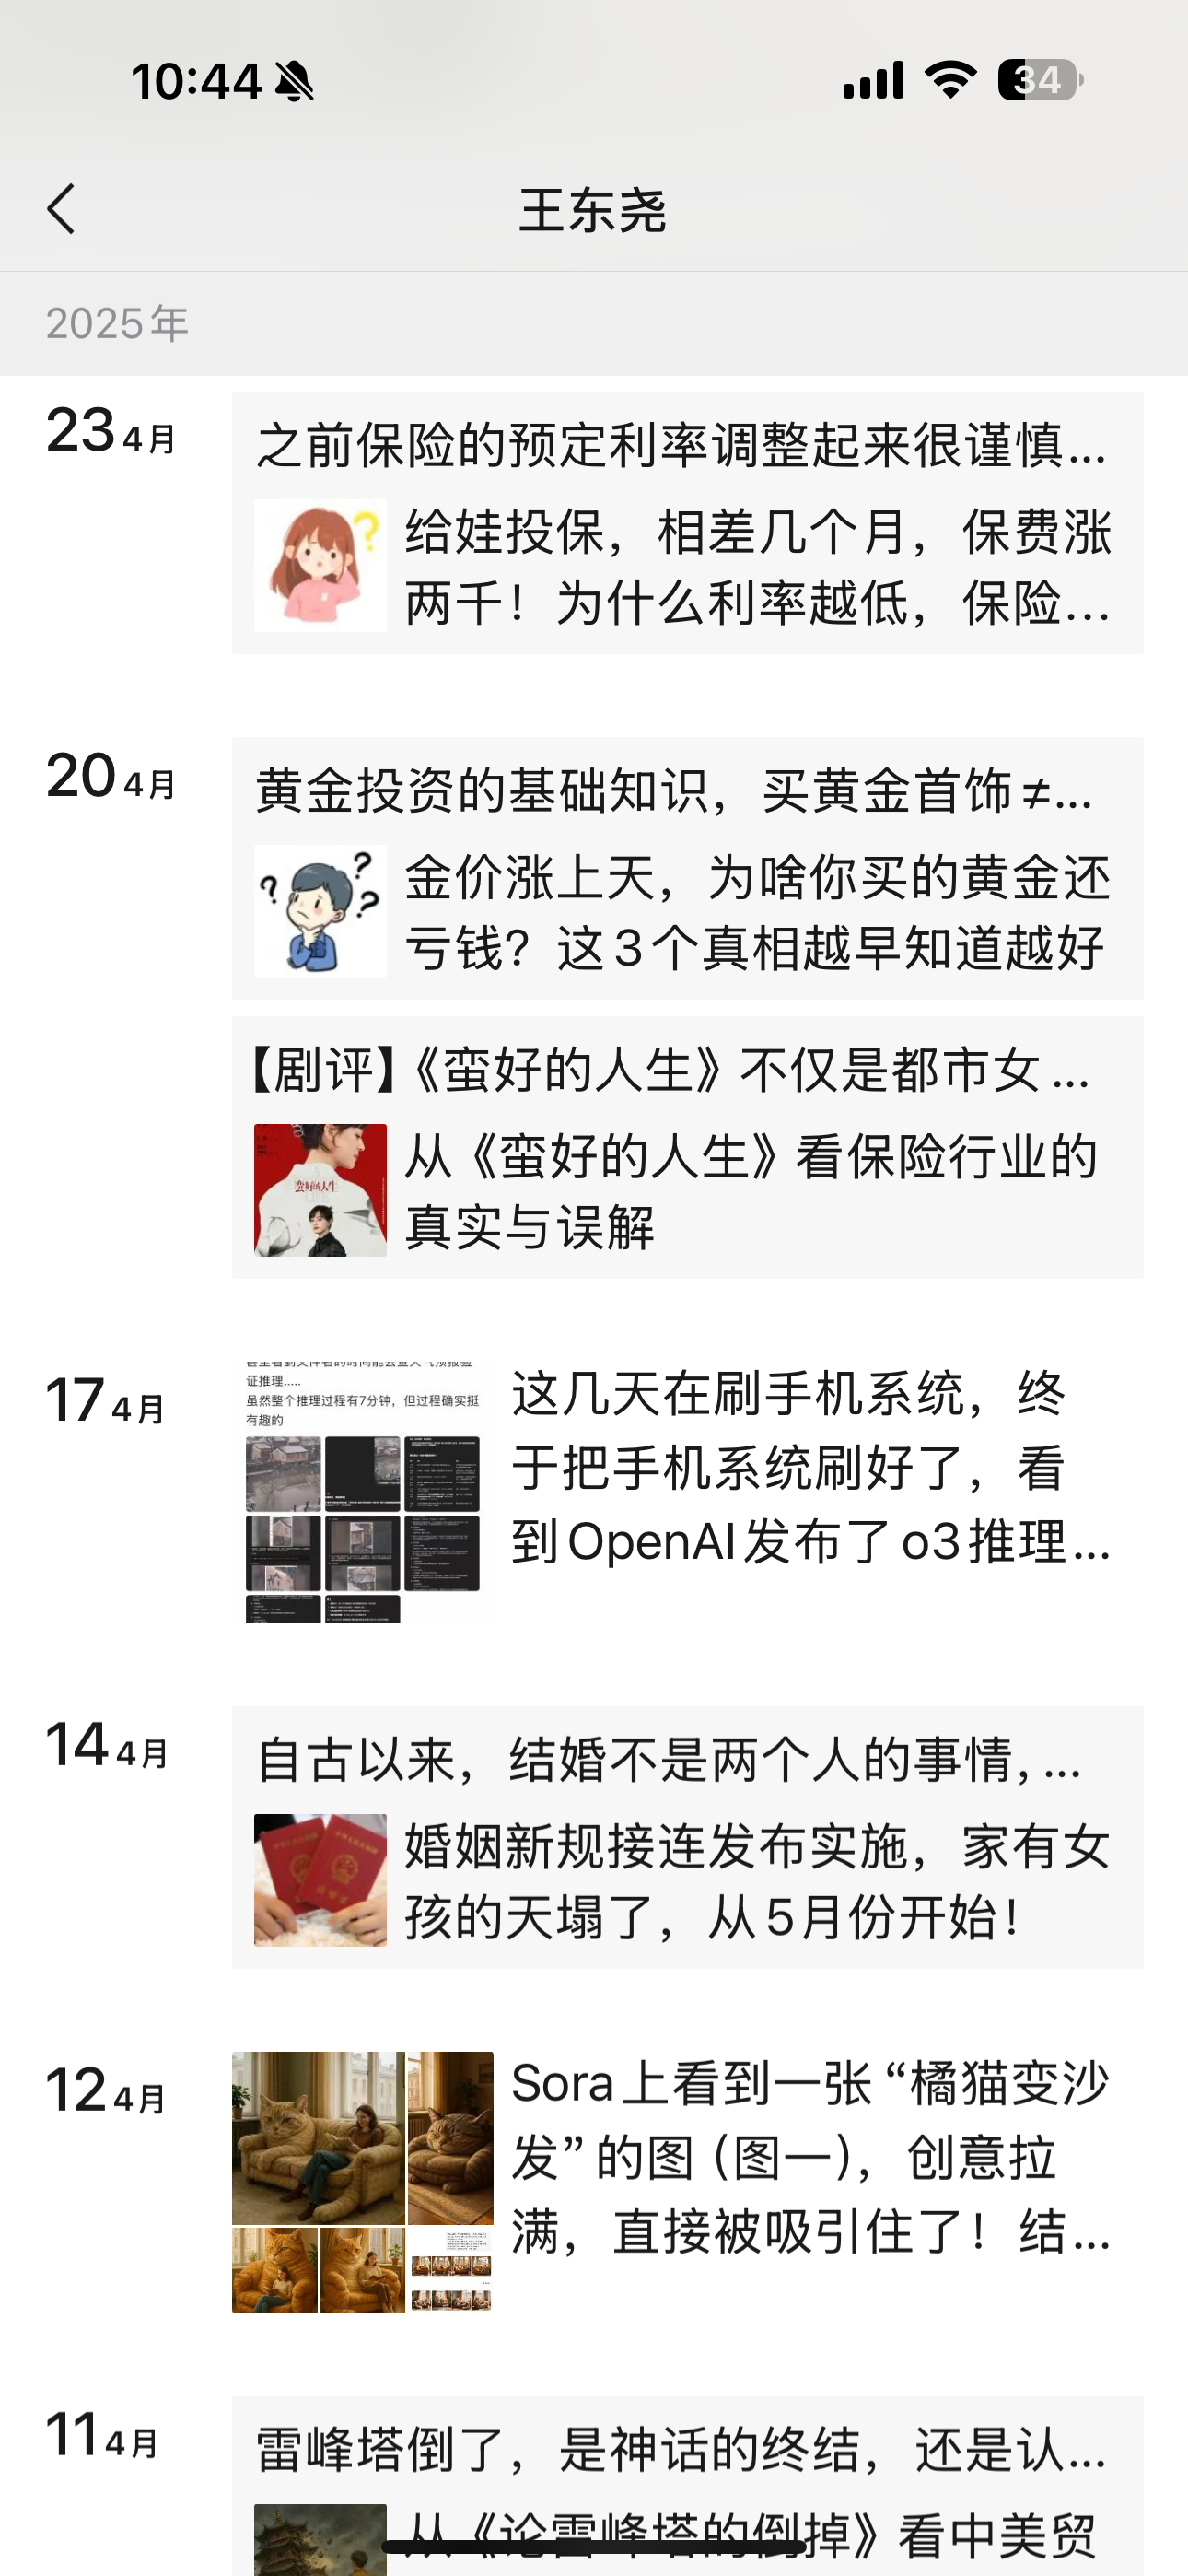 10:44
34
王东尧
2025年
23 4月
之前保险的预定利率调整起来很谨慎...
给娃投保，相差几个月，保费涨
两千！为什么利率越低，保险...
20 4月
黄金投资的基础知识，买黄金首饰≠...
金价涨上天，为啥你买的黄金还
亏钱？这3个真相越早知道越好
【剧评】《蛮好的人生》不仅是都市女...
蛮好的人生
从《蛮好的人生》看保险行业的
真实与误解
17 4月
证推理.....
虽然整个推理过程有7分钟，但过程确实挺
有趣的
这几天在刷手机系统，终
于把手机系统刷好了，看
到OpenAI发布了o3推理...
14 4月
自古以来，结婚不是两个人的事情，...
婚姻新规接连发布实施，家有女
孩的天塌了，从5月份开始！
12 4月
Sora上看到一张“橘猫变沙
发”的图（图一），创意拉
满，直接被吸引住了！结...
11 4月
雷峰塔倒了，是神话的终结，还是认...
从《论雷峰塔的倒掉》看中美贸